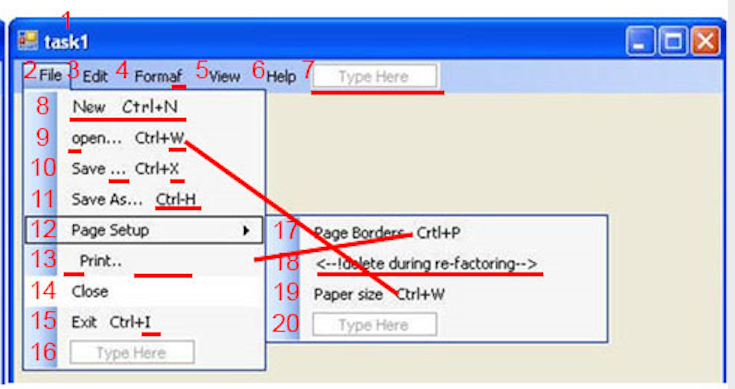 1
task1
2 File 3 Edit 4 Formaf 5 View 6 Help 7 Type Here
8 New Ctrl+N
9 open... Ctrl+W
10 Save ... Ctrl+X
11 Save As... Ctrl-H
12 Page Setup
17 Page Borders Crtl+P
13 Print..
18 <--!delete during re-factoring-->
14 Close
19 Paper size Ctrl+W
15 Exit Ctrl+I
20 Type Here
16 Type Here